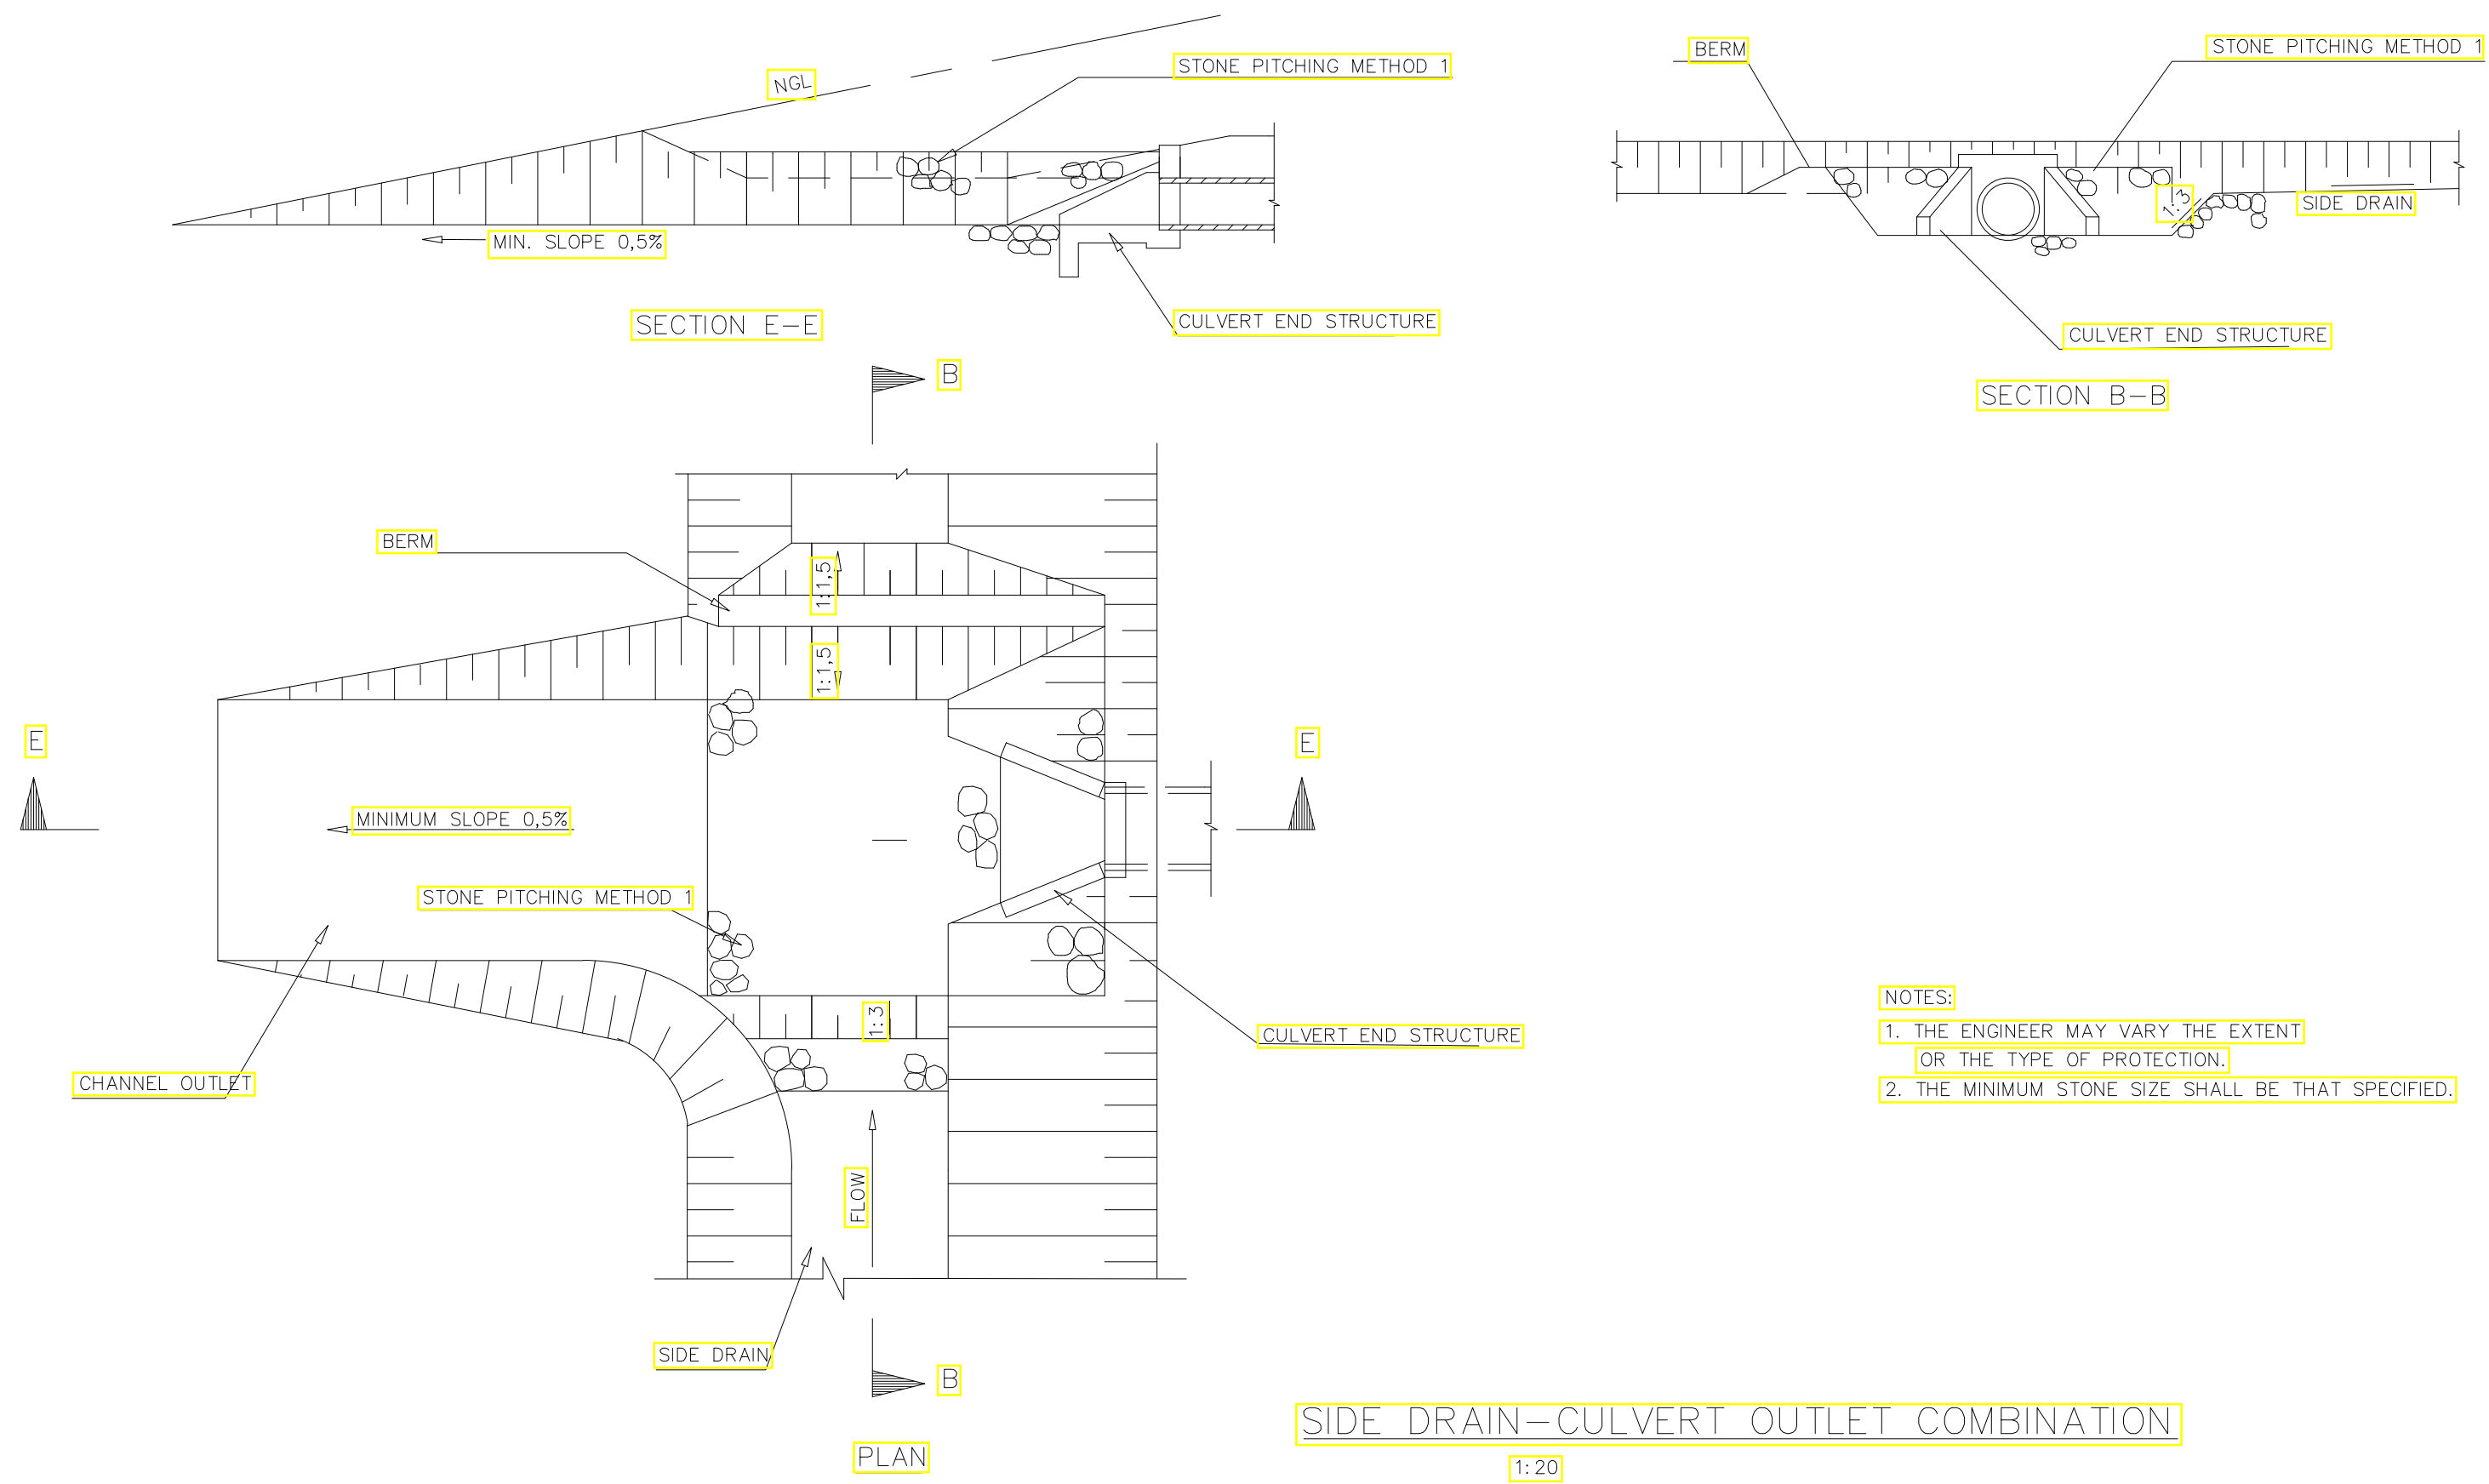 NGL
STONE PITCHING METHOD 1
MIN. SLOPE 0,5%
CULVERT END STRUCTURE
SECTION E-E
BERM
STONE PITCHING METHOD 1
1:3
SIDE DRAIN
CULVERT END STRUCTURE
SECTION B-B
B
BERM
1:1,5
1:1,5
E
E
MINIMUM SLOPE 0,5%
STONE PITCHING METHOD 1
1:3
CULVERT END STRUCTURE
CHANNEL OUTLET
FLOW
SIDE DRAIN
B
PLAN
NOTES:
1. THE ENGINEER MAY VARY THE EXTENT
OR THE TYPE OF PROTECTION.
2. THE MINIMUM STONE SIZE SHALL BE THAT SPECIFIED.
SIDE DRAIN-CULVERT OUTLET COMBINATION
1:20